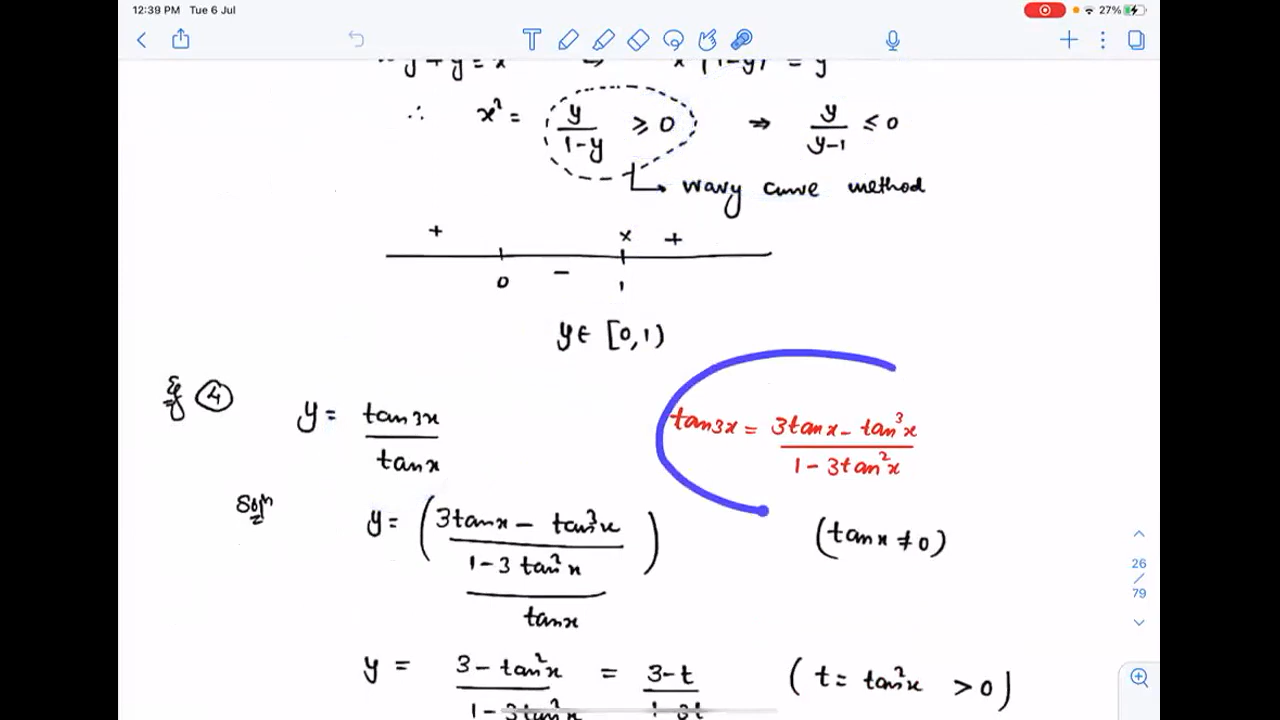 12:39 PM Tue 6 Jul
27%
∴ x² = y/(1-y) ≥ 0 ⇒ y/(y-1) ≤ 0
↳ wavy curve method
+ x +
0 - 1
y ∈ [0,1)
Eg ④ y = tan3x/tanx
tan3x = (3tanx - tan³x)/(1 - 3tan²x)
Soln y = ((3tanx - tan³x)/(1 - 3tan²x))/tanx (tanx ≠ 0)
26
/
79
y = (3 - tan²x)/(1 - 3tan²x) = (3-t)/(1-3t) (t = tan²x > 0)